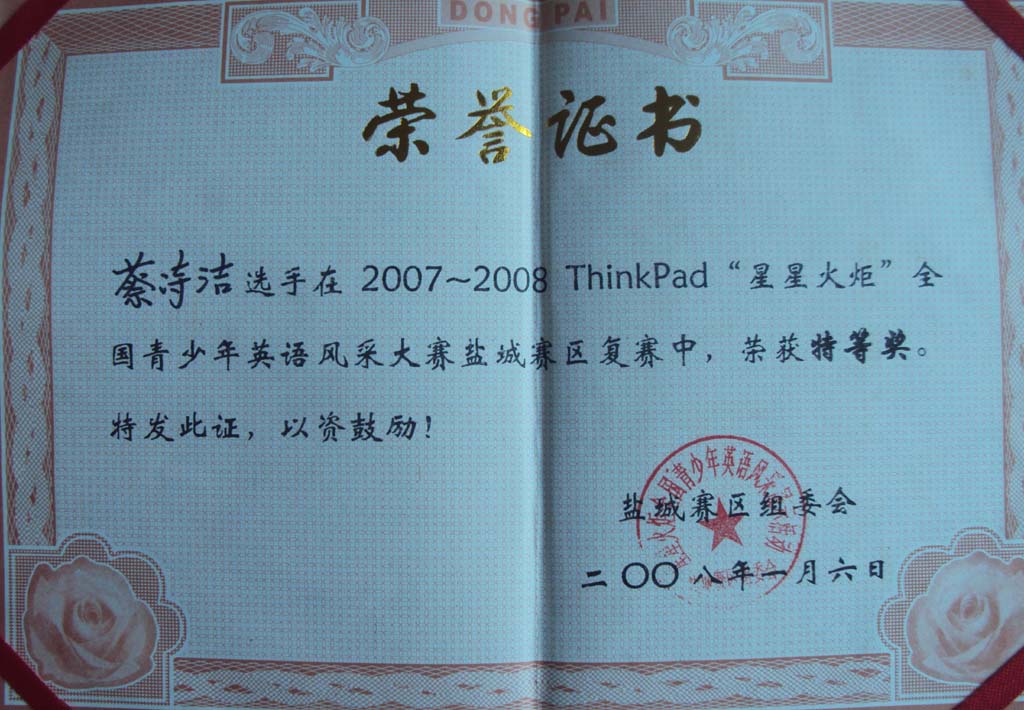 DONG PAI
荣誉证书
蔡洁选手在 2007~2008 ThinkPad “星星火炬”全
国青少年英语风采大赛盐城赛区复赛中，荣获特等奖。
特发此证，以资鼓励！
盐城赛区组委会
二〇〇八年一月六日